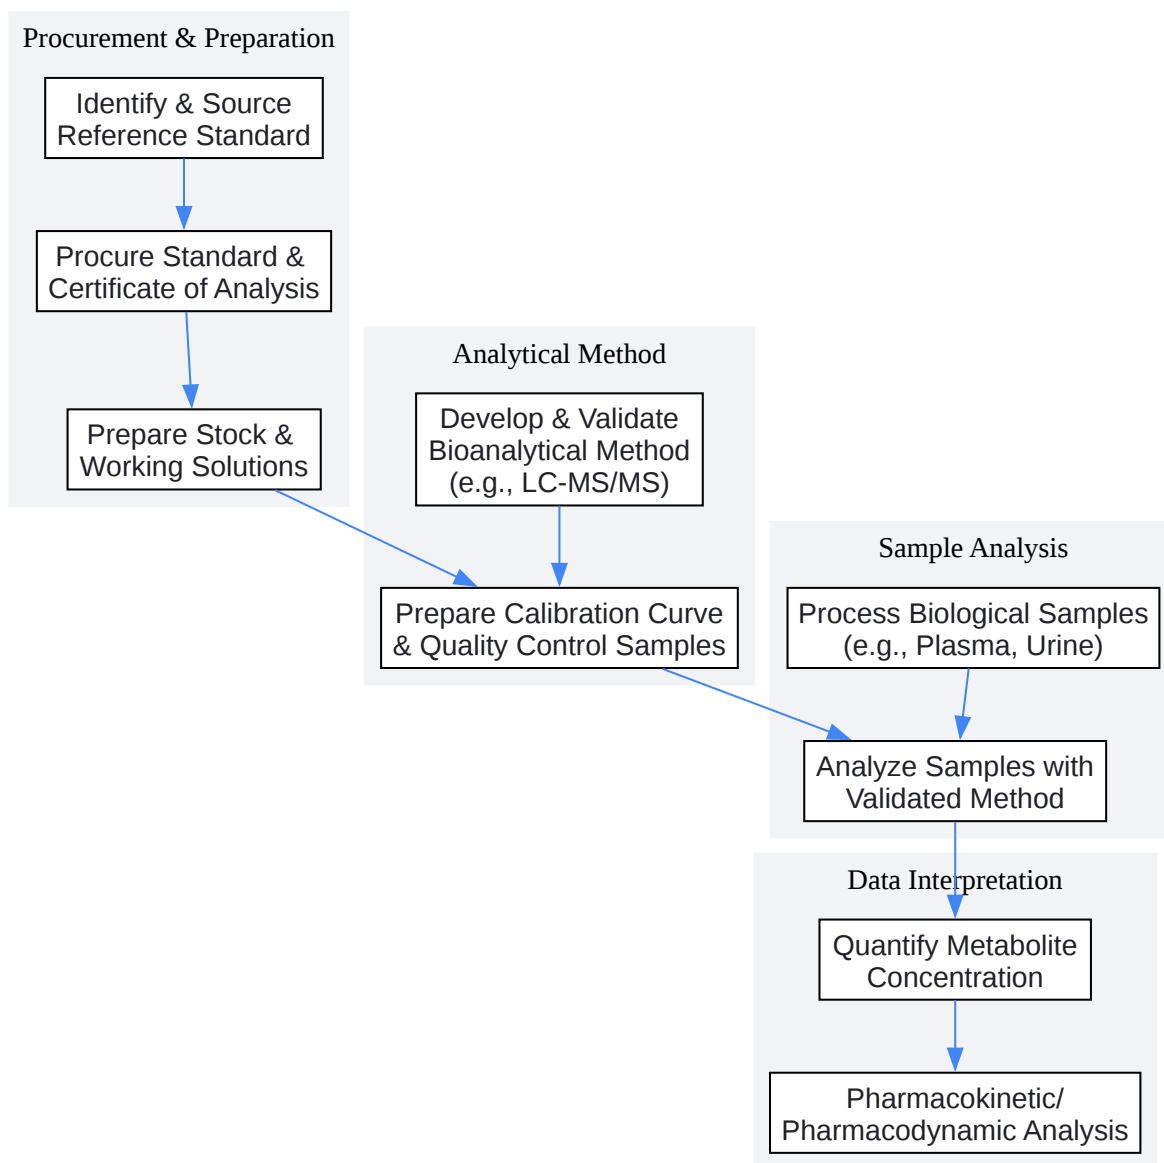 Procurement & Preparation
Identify & Source
Reference Standard
Procure Standard &
Certificate of Analysis
Prepare Stock &
Working Solutions
Analytical Method
Develop & Validate
Bioanalytical Method
(e.g., LC-MS/MS)
Prepare Calibration Curve
& Quality Control Samples
Sample Analysis
Process Biological Samples
(e.g., Plasma, Urine)
Analyze Samples with
Validated Method
Data Interpretation
Quantify Metabolite
Concentration
Pharmacokinetic/
Pharmacodynamic Analysis